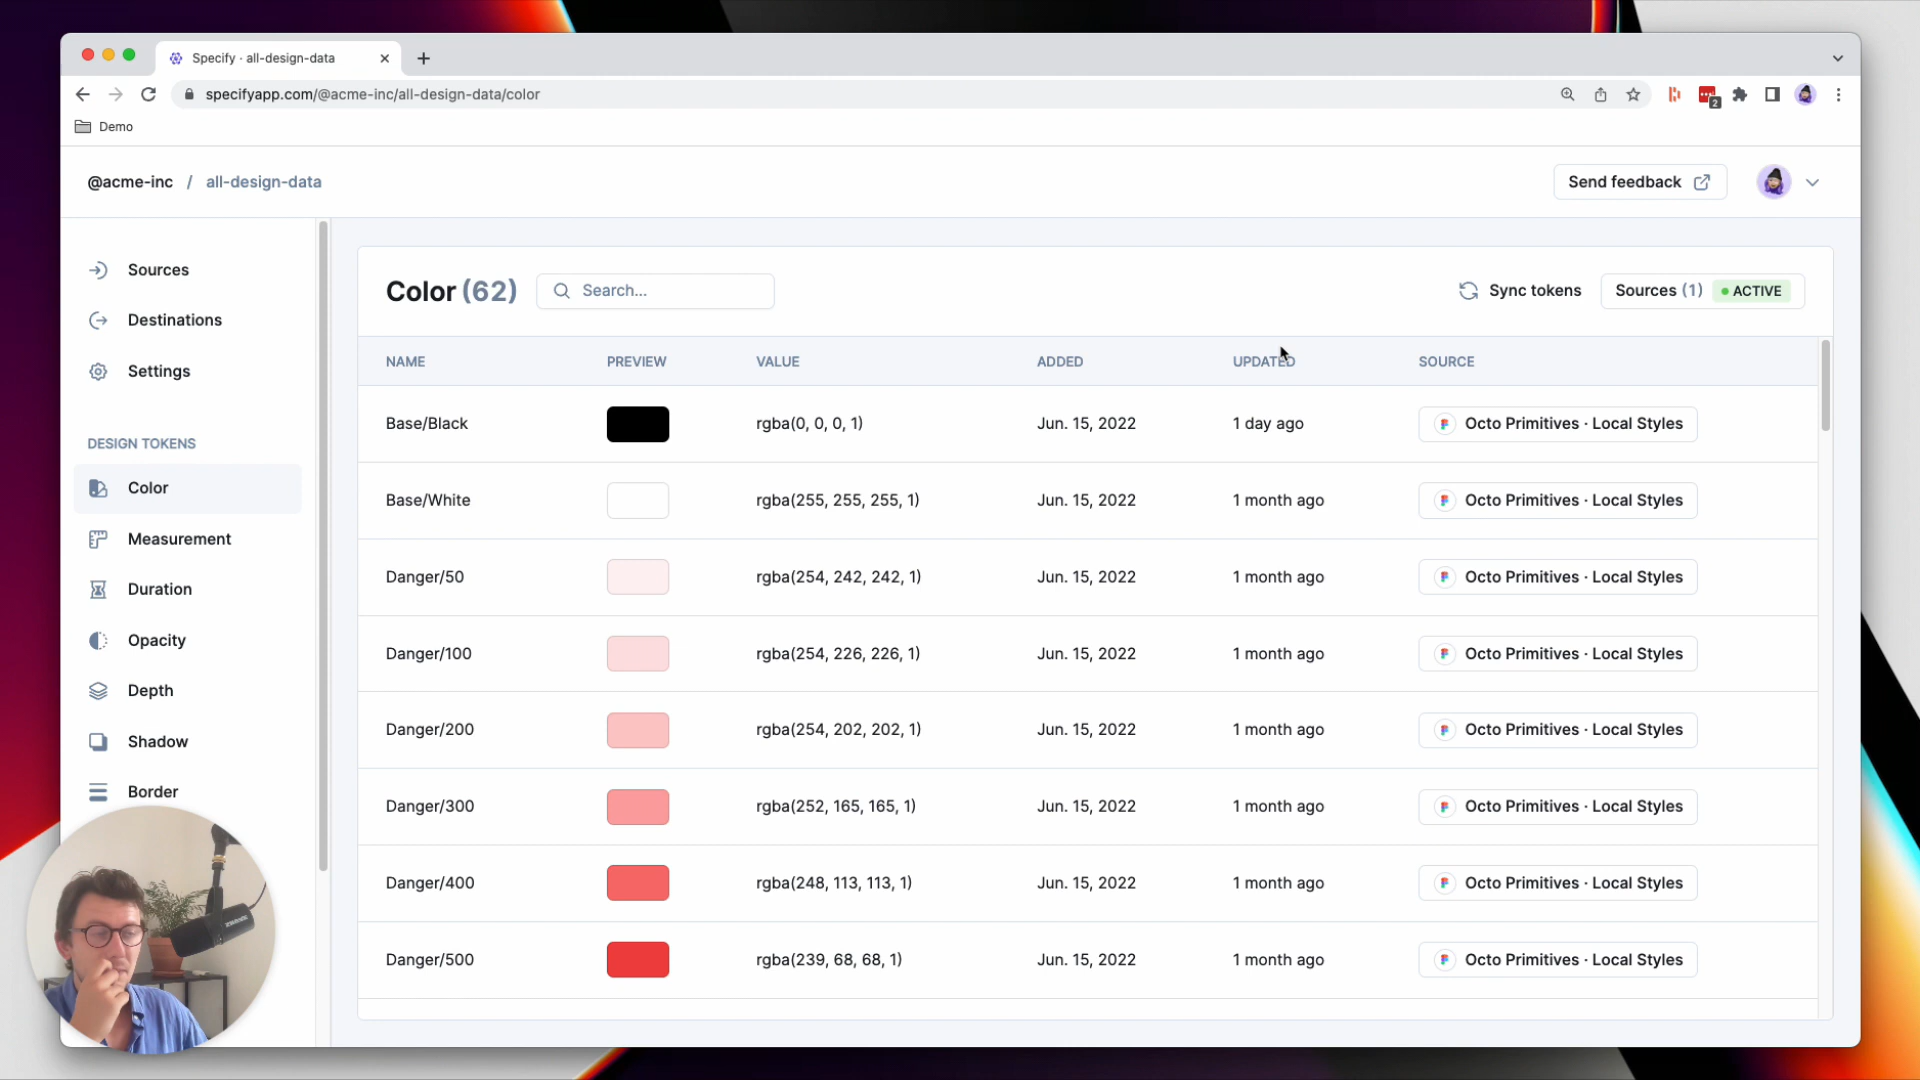 Specify · all-design-data
specifyapp.com/@acme-inc/all-design-data/color
2
Demo
@acme-inc / all-design-data
Send feedback
Sources
Destinations
Settings
DESIGN TOKENS
Color
Measurement
Duration
Opacity
Depth
Shadow
Border
Color (62)
Search...
Sync tokens
Sources (1) ACTIVE
NAME PREVIEW VALUE ADDED UPDATED SOURCE
Base/Black rgba(0, 0, 0, 1) Jun. 15, 2022 1 day ago Octo Primitives · Local Styles
Base/White rgba(255, 255, 255, 1) Jun. 15, 2022 1 month ago Octo Primitives · Local Styles
Danger/50 rgba(254, 242, 242, 1) Jun. 15, 2022 1 month ago Octo Primitives · Local Styles
Danger/100 rgba(254, 226, 226, 1) Jun. 15, 2022 1 month ago Octo Primitives · Local Styles
Danger/200 rgba(254, 202, 202, 1) Jun. 15, 2022 1 month ago Octo Primitives · Local Styles
Danger/300 rgba(252, 165, 165, 1) Jun. 15, 2022 1 month ago Octo Primitives · Local Styles
Danger/400 rgba(248, 113, 113, 1) Jun. 15, 2022 1 month ago Octo Primitives · Local Styles
Danger/500 rgba(239, 68, 68, 1) Jun. 15, 2022 1 month ago Octo Primitives · Local Styles